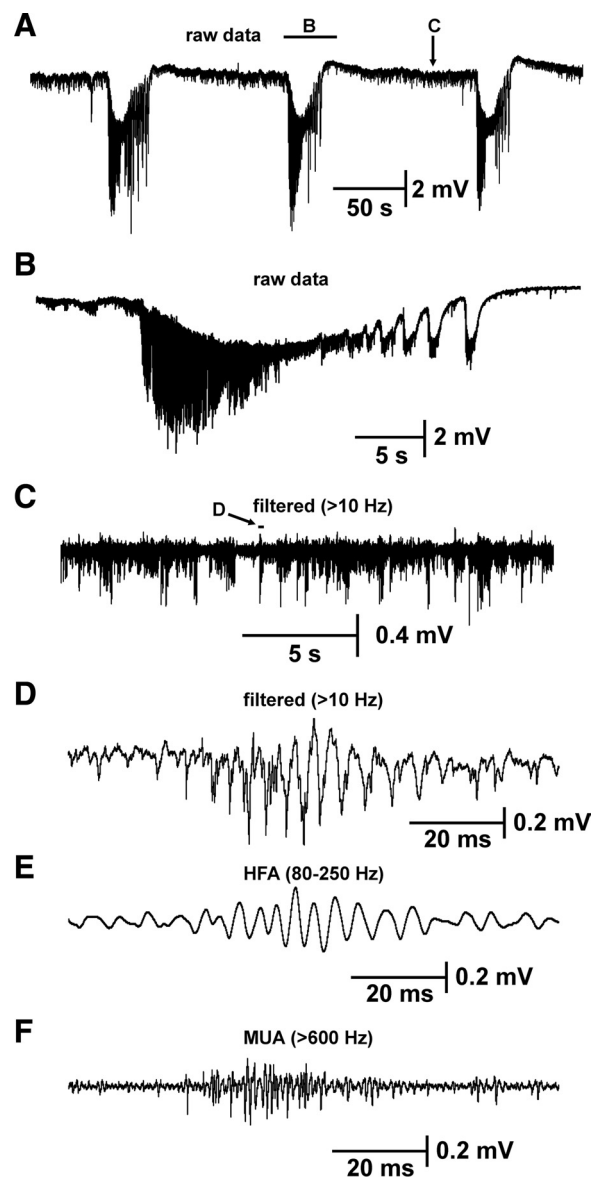 A
raw data
B
C
2 mV
50 s
B
raw data
2 mV
5 s
C
D
filtered (>10 Hz)
0.4 mV
5 s
D
filtered (>10 Hz)
0.2 mV
20 ms
E
HFA (80-250 Hz)
0.2 mV
20 ms
F
MUA (>600 Hz)
0.2 mV
20 ms